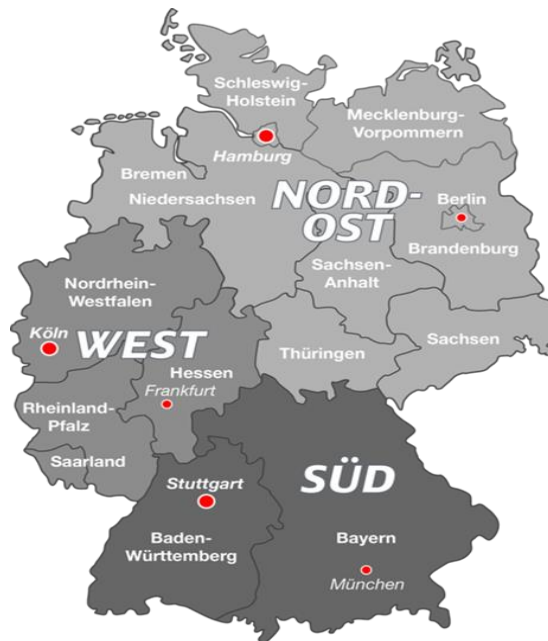 Schleswig-
Holstein
Mecklenburg-
Vorpommern
Hamburg
Bremen
Niedersachsen
NORD-
OST
Berlin
Brandenburg
Sachsen-
Anhalt
Nordrhein-
Westfalen
Köln
WEST
Hessen
Frankfurt
Thüringen
Sachsen
Rheinland-
Pfalz
Saarland
SÜD
Stuttgart
Baden-
Württemberg
Bayern
München